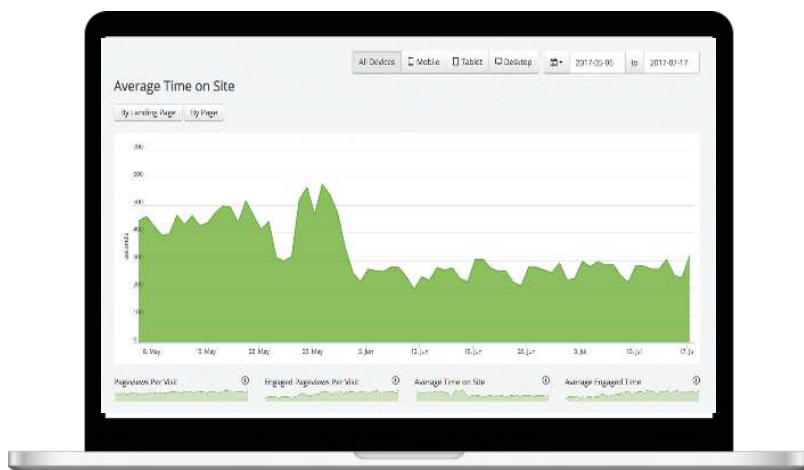 All Devices Mobile Tablet Desktop 2017-05-06 to 2017-07-17
Average Time on Site
By Landing Page By Page
700
600
500
400
seconds
300
200
100
0
8. May 15. May 22. May 29. May 5. Jun 12. Jun 19. Jun 26. Jun 3. Jul 10. Jul 17. Ju
Pageviews Per Visit Engaged Pageviews Per Visit Average Time on Site Average Engaged Time